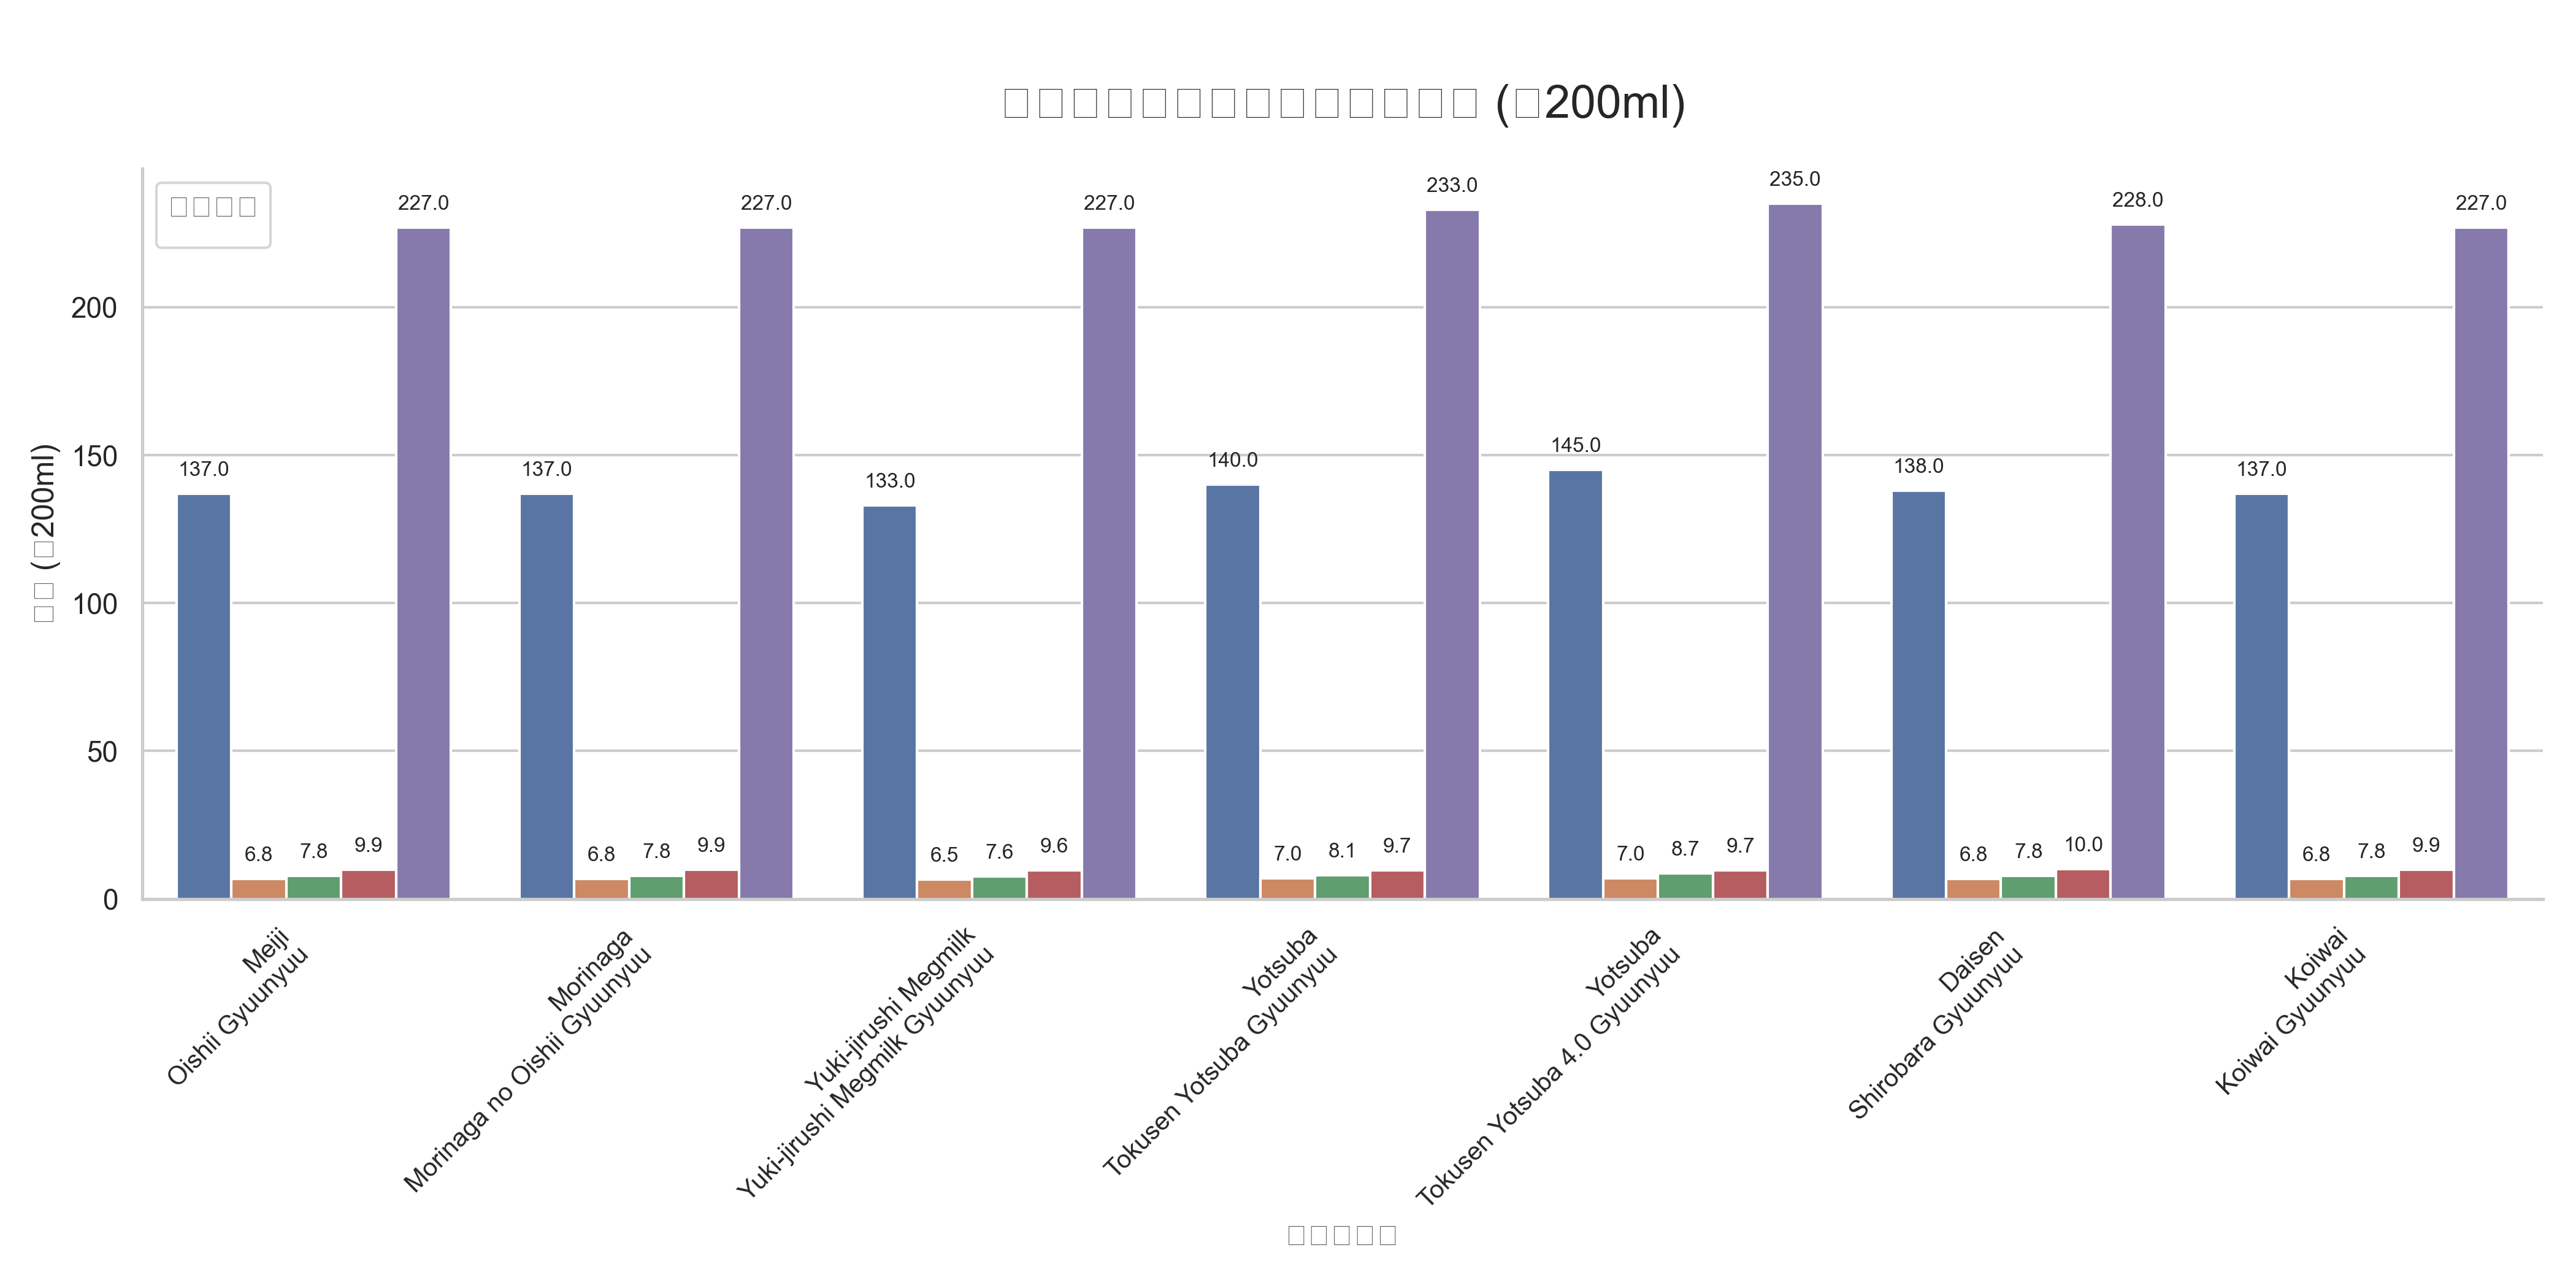 (200ml)
227.0
227.0
227.0
233.0
235.0
228.0
227.0
137.0
137.0
133.0
140.0
145.0
138.0
137.0
6.8
7.8
9.9
6.8
7.8
9.9
6.5
7.6
9.6
7.0
8.1
9.7
7.0
8.7
9.7
6.8
7.8
10.0
6.8
7.8
9.9
200
150
100
50
0
(200ml)
Meiji
Oishii Gyuunyuu
Morinaga
Morinaga no Oishii Gyuunyuu
Yuki-jirushi Megmilk
Yuki-jirushi Megmilk Gyuunyuu
Yotsuba
Tokusen Yotsuba Gyuunyuu
Yotsuba
Tokusen Yotsuba 4.0 Gyuunyuu
Daisen
Shirobara Gyuunyuu
Koiwai
Koiwai Gyuunyuu